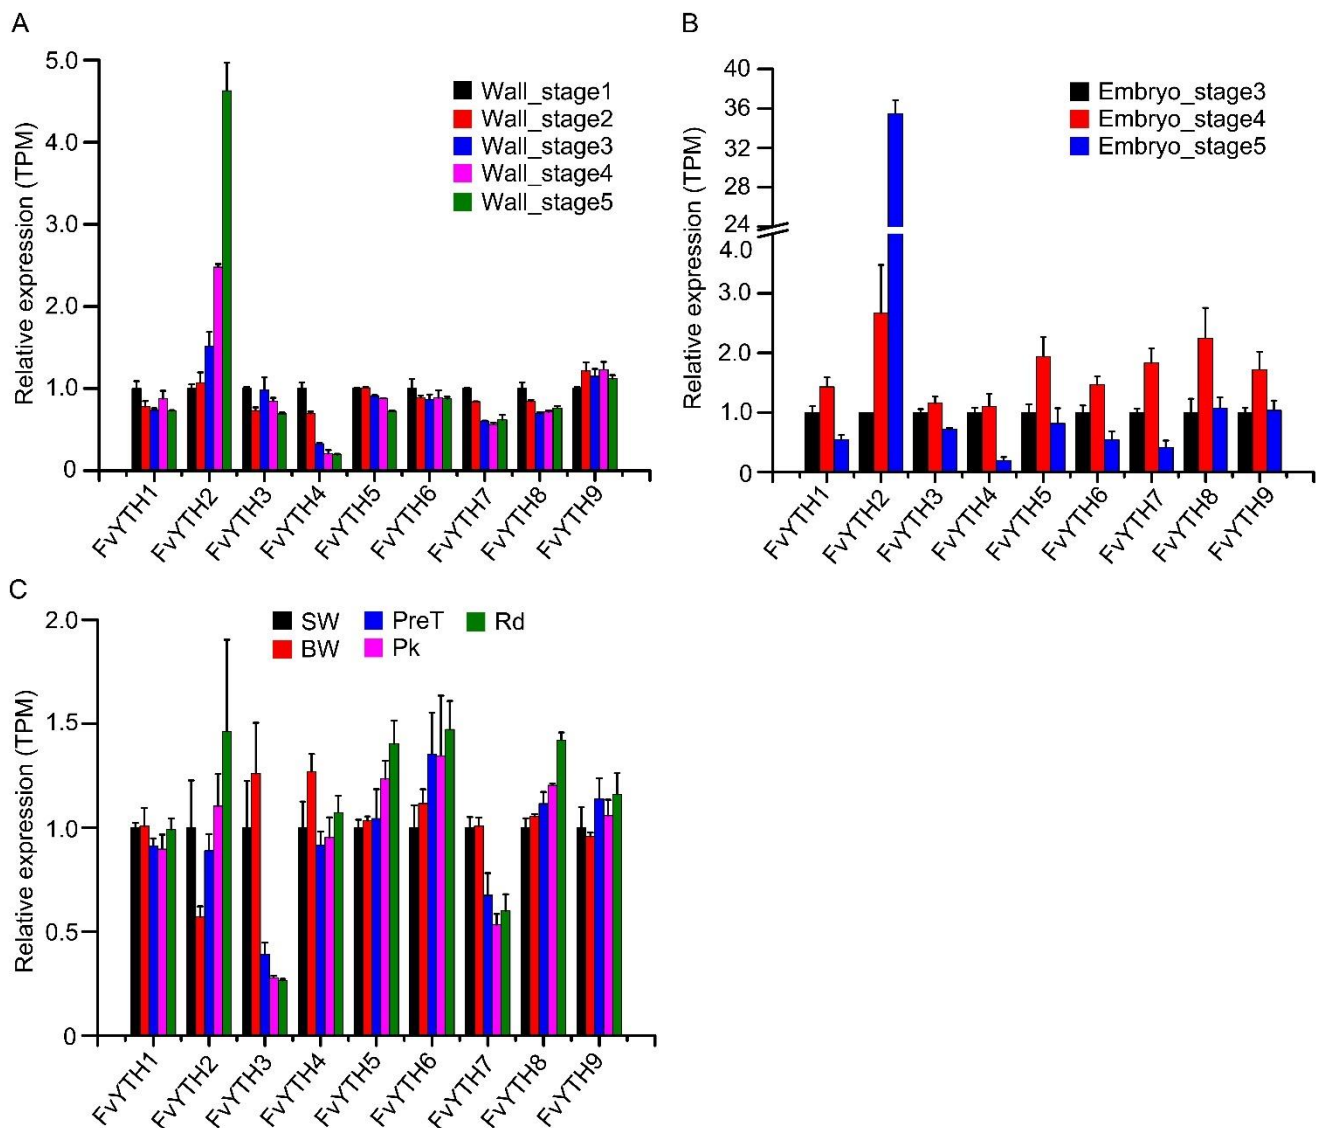 A
Relative expression (TPM)
5.0
4.0
3.0
2.0
1.0
0
Wall_stage1
Wall_stage2
Wall_stage3
Wall_stage4
Wall_stage5
FvYTH1
FvYTH2
FvYTH3
FvYTH4
FvYTH5
FvYTH6
FvYTH7
FvYTH8
FvYTH9
B
Relative expression (TPM)
40
36
32
28
24
4.0
3.0
2.0
1.0
0
Embryo_stage3
Embryo_stage4
Embryo_stage5
FvYTH1
FvYTH2
FvYTH3
FvYTH4
FvYTH5
FvYTH6
FvYTH7
FvYTH8
FvYTH9
C
Relative expression (TPM)
2.0
1.5
1.0
0.5
0
SW PreT Rd
BW Pk
FvYTH1
FvYTH2
FvYTH3
FvYTH4
FvYTH5
FvYTH6
FvYTH7
FvYTH8
FvYTH9